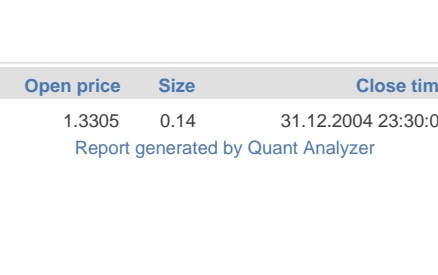 Open price Size Close tim
1.3305 0.14 31.12.2004 23:30:0
Report generated by Quant Analyzer